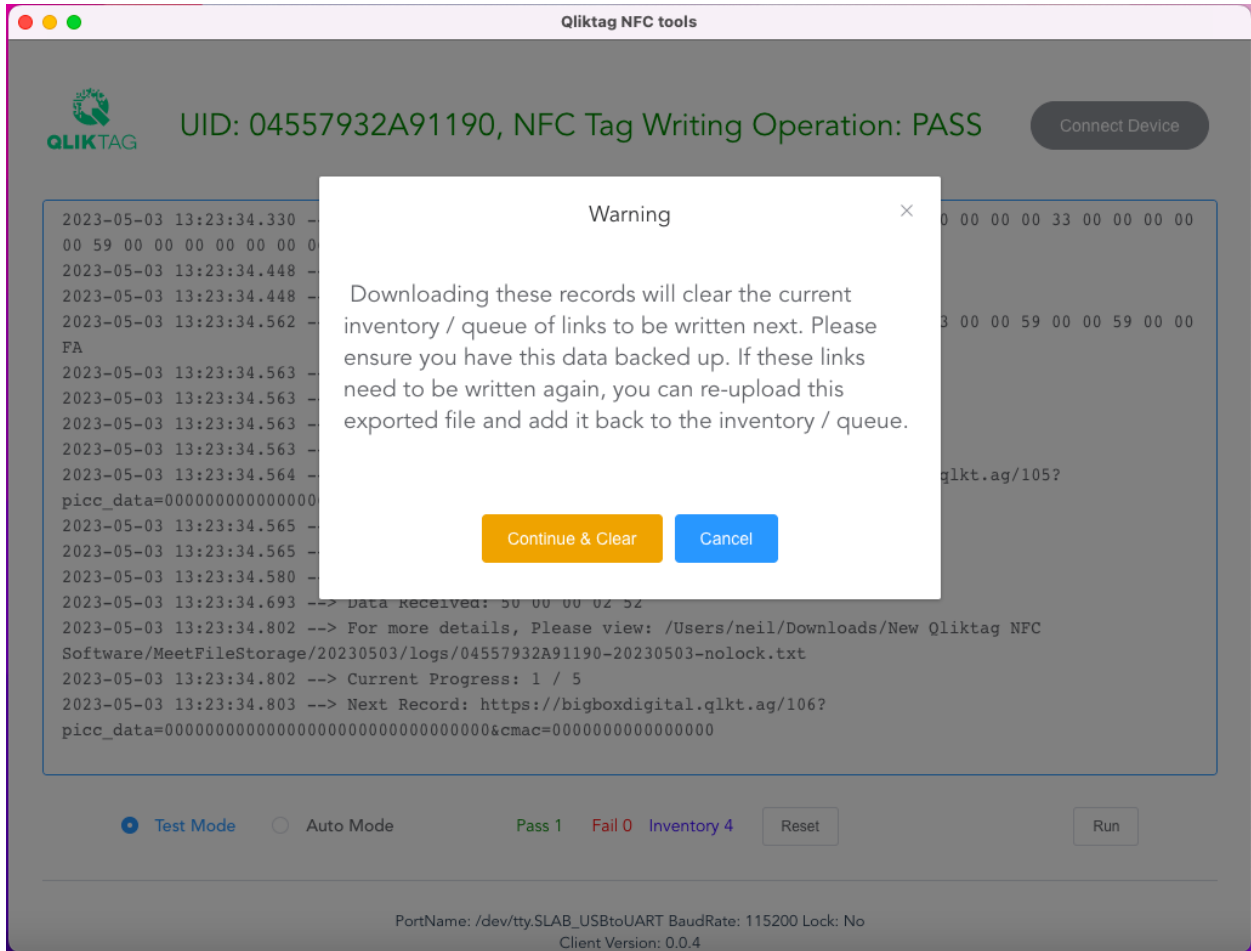 Qliktag NFC tools
QLIKTAG
UID: 04557932A91190, NFC Tag Writing Operation: PASS
Connect Device
Warning
×
Downloading these records will clear the current
inventory / queue of links to be written next. Please
ensure you have this data backed up. If these links
need to be written again, you can re-upload this
exported file and add it back to the inventory / queue.
Continue & Clear
Cancel
2023-05-03 13:23:34.330 0 00 00 00 33 00 00 00 00
00 59 00 00 00 00 00 00
2023-05-03 13:23:34.448
2023-05-03 13:23:34.448
2023-05-03 13:23:34.562 00 00 59 00 00 59 00 00
FA
2023-05-03 13:23:34.563
2023-05-03 13:23:34.563
2023-05-03 13:23:34.563
2023-05-03 13:23:34.563
2023-05-03 13:23:34.564 qlkt.ag/105?
picc_data=0000000000000000
2023-05-03 13:23:34.565
2023-05-03 13:23:34.565
2023-05-03 13:23:34.580
2023-05-03 13:23:34.693 --> Data Received: 50 00 00 02 52
2023-05-03 13:23:34.802 --> For more details, Please view: /Users/neil/Downloads/New Qliktag NFC
Software/MeetFileStorage/20230503/logs/04557932A91190-20230503-nolock.txt
2023-05-03 13:23:34.802 --> Current Progress: 1 / 5
2023-05-03 13:23:34.803 --> Next Record: https://bigboxdigital.qlkt.ag/106?
picc_data=00000000000000000000000000000000&cmac=0000000000000000
Test Mode Auto Mode Pass 1 Fail 0 Inventory 4 Reset Run
PortName: /dev/tty.SLAB_USBtoUART BaudRate: 115200 Lock: No
Client Version: 0.0.4